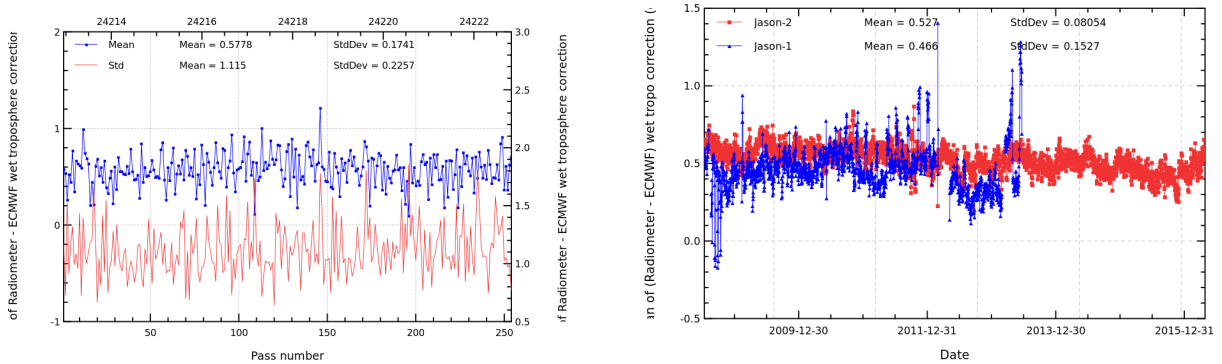 24214 24216 24218 24220 24222
of Radiometer - ECMWF wet troposphere correction
2
1
0
-1
Mean Mean = 0.5778 StdDev = 0.1741
Std Mean = 1.115 StdDev = 0.2257
3.0
2.5
2.0
1.5
1.0
0.5
of Radiometer - ECMWF wet troposphere correction
50 100 150 200 250
Pass number
of (Radiometer - ECMWF) wet tropo correction (
1.5
1.0
0.5
0.0
-0.5
Jason-2 Mean = 0.527 StdDev = 0.08054
Jason-1 Mean = 0.466 StdDev = 0.1527
2009-12-30 2011-12-31 2013-12-30 2015-12-31
Date